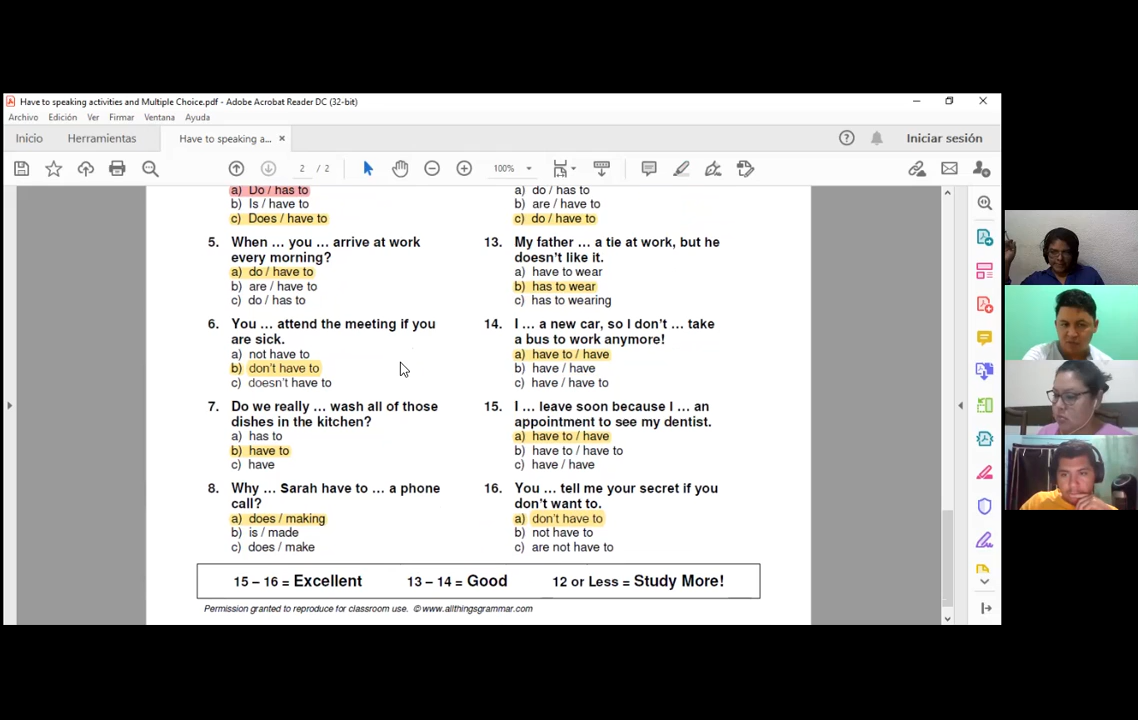 Have to speaking activities and Multiple Choice.pdf - Adobe Acrobat Reader DC (32-bit)
Archivo Edición Ver Firmar Ventana Ayuda
Inicio Herramientas Have to speaking a... Iniciar sesión
2 / 2 100%
a) Do / has to
b) Is / have to
c) Does / have to
5. When ... you ... arrive at work
every morning?
a) do / have to
b) are / have to
c) do / has to
6. You ... attend the meeting if you
are sick.
a) not have to
b) don't have to
c) doesn't have to
7. Do we really ... wash all of those
dishes in the kitchen?
a) has to
b) have to
c) have
8. Why ... Sarah have to ... a phone
call?
a) does / making
b) is / made
c) does / make
a) do / has to
b) are / have to
c) do / have to
13. My father ... a tie at work, but he
doesn't like it.
a) have to wear
b) has to wear
c) has to wearing
14. I ... a new car, so I don't ... take
a bus to work anymore!
a) have to / have
b) have / have
c) have / have to
15. I ... leave soon because I ... an
appointment to see my dentist.
a) have to / have
b) have to / have to
c) have / have
16. You ... tell me your secret if you
don't want to.
a) don't have to
b) not have to
c) are not have to
15 – 16 = Excellent 13 – 14 = Good 12 or Less = Study More!
Permission granted to reproduce for classroom use. © www.allthingsgrammar.com